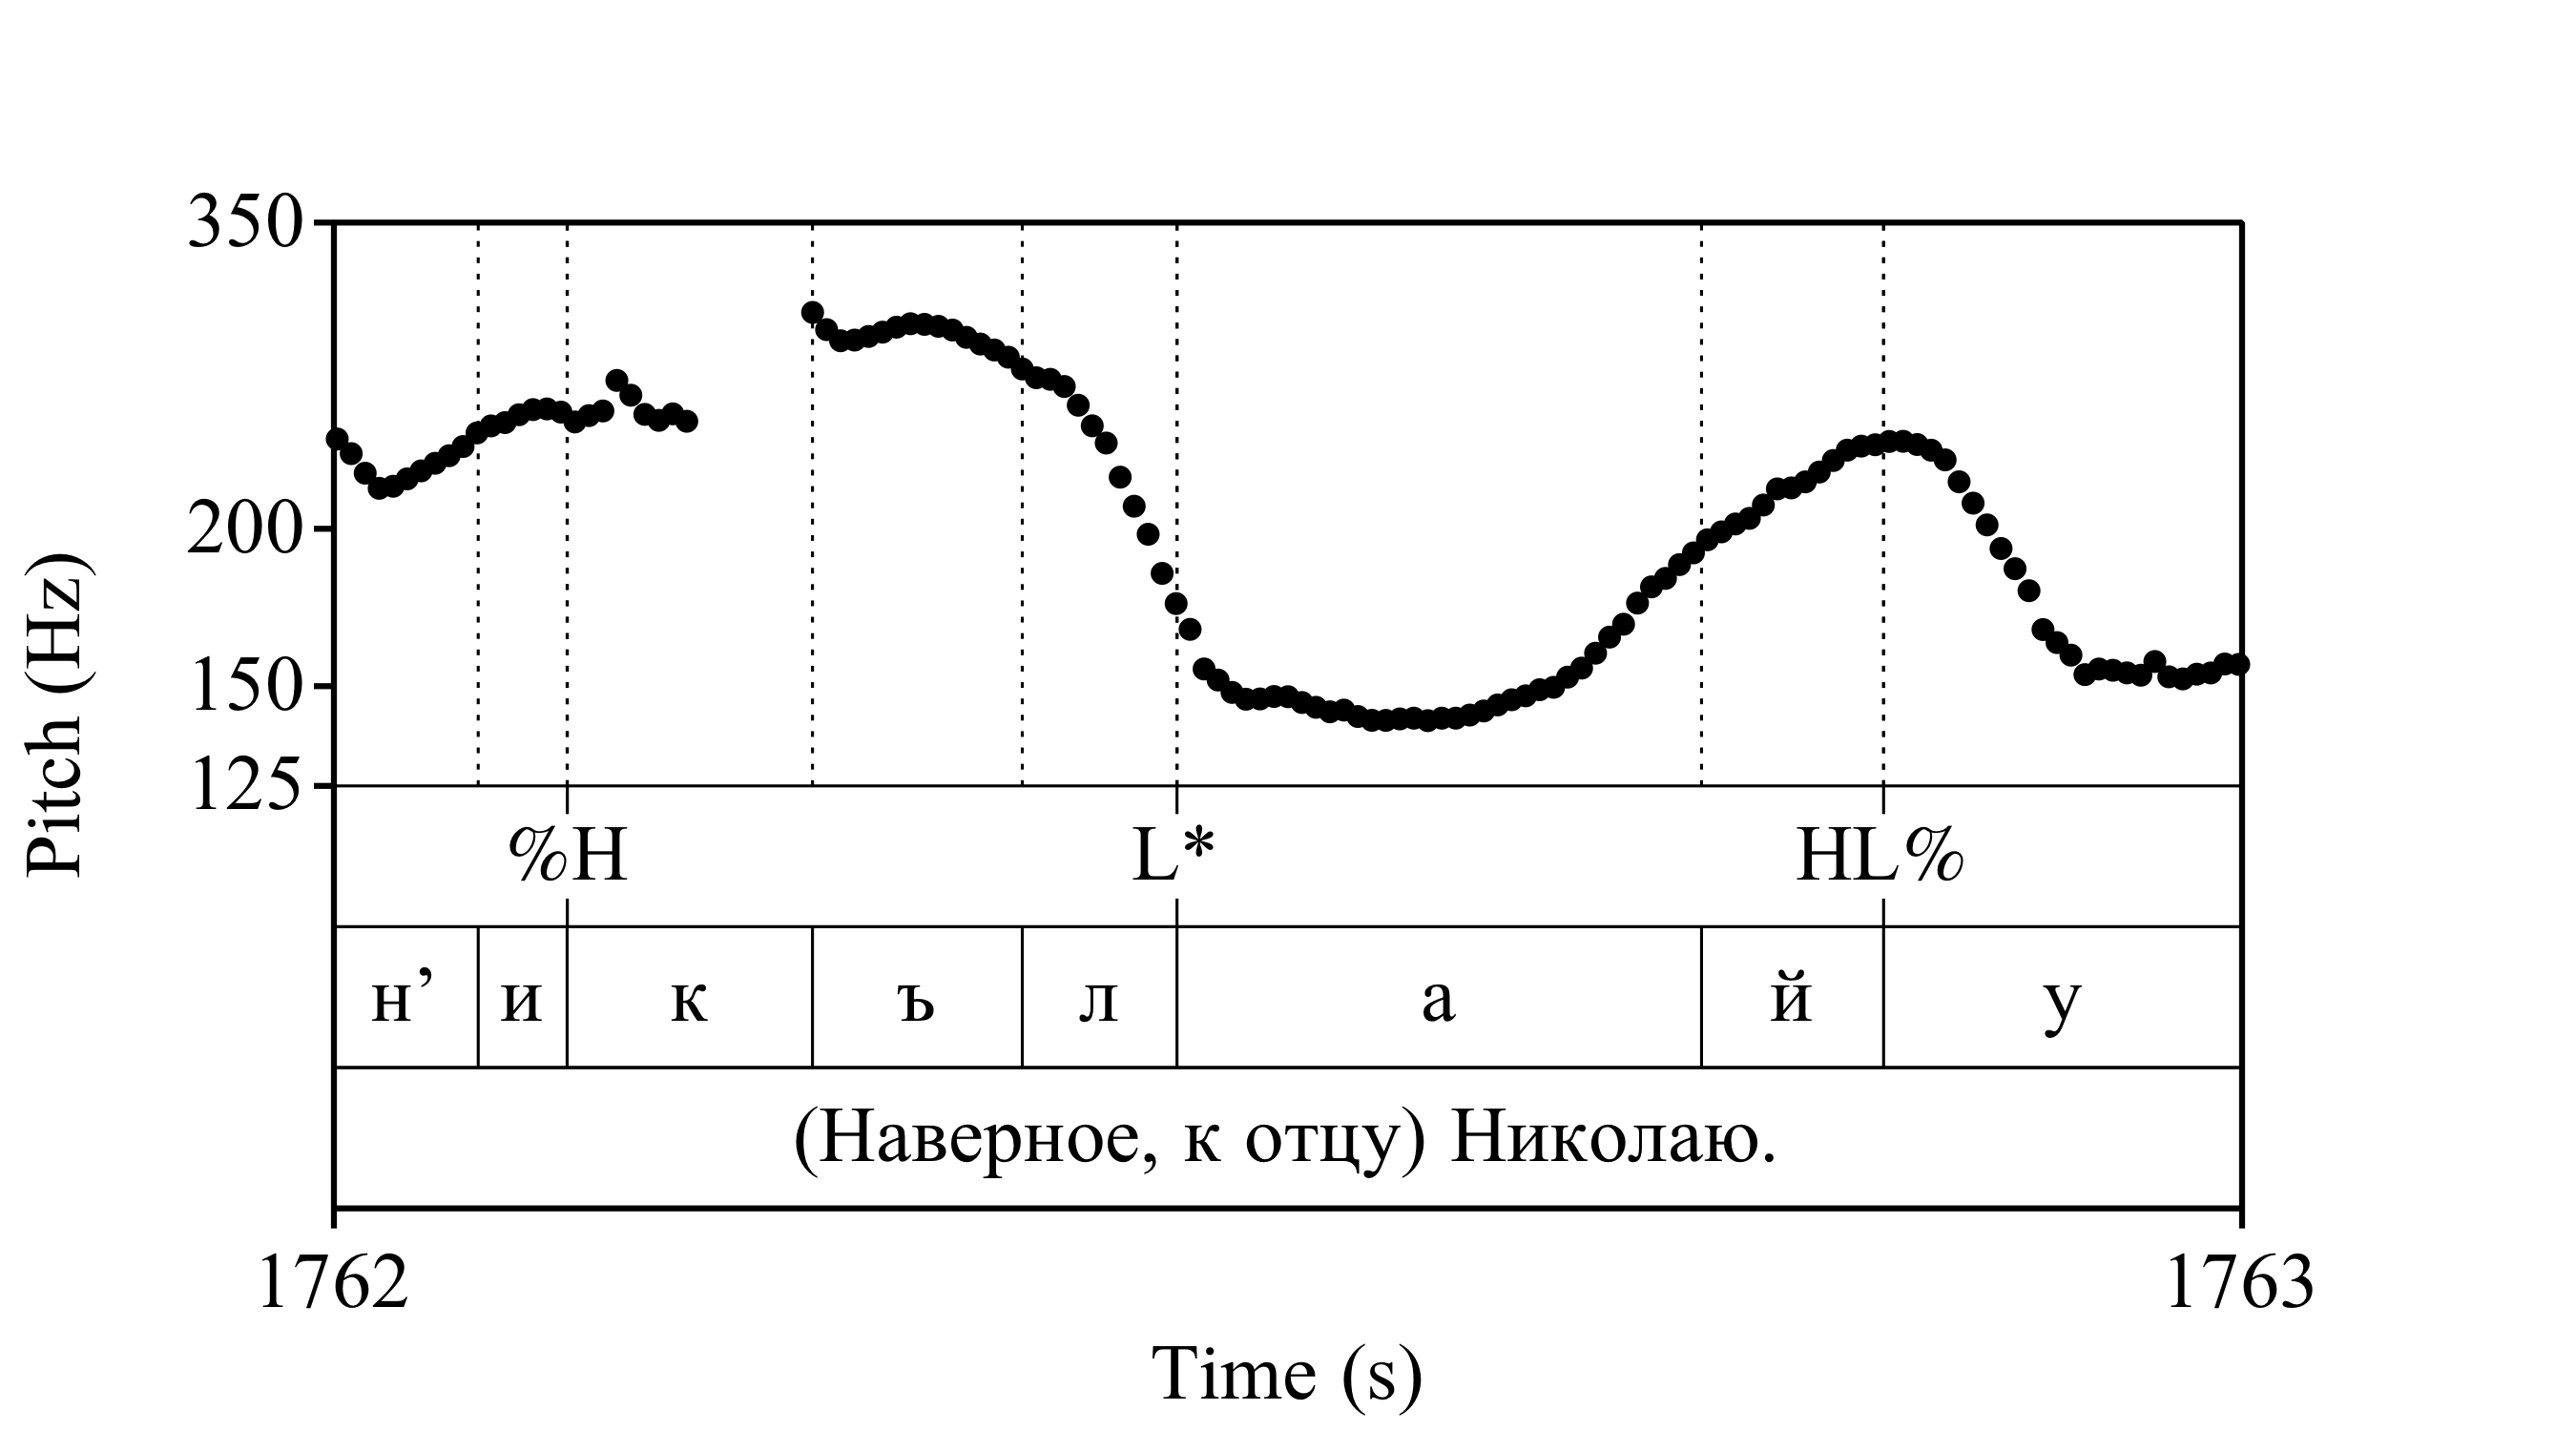 350
200
150
125
Pitch (Hz)
%H L* HL%
н’ и к ъ л а й у
(Наверное, к отцу) Николаю.
1762 1763
Time (s)